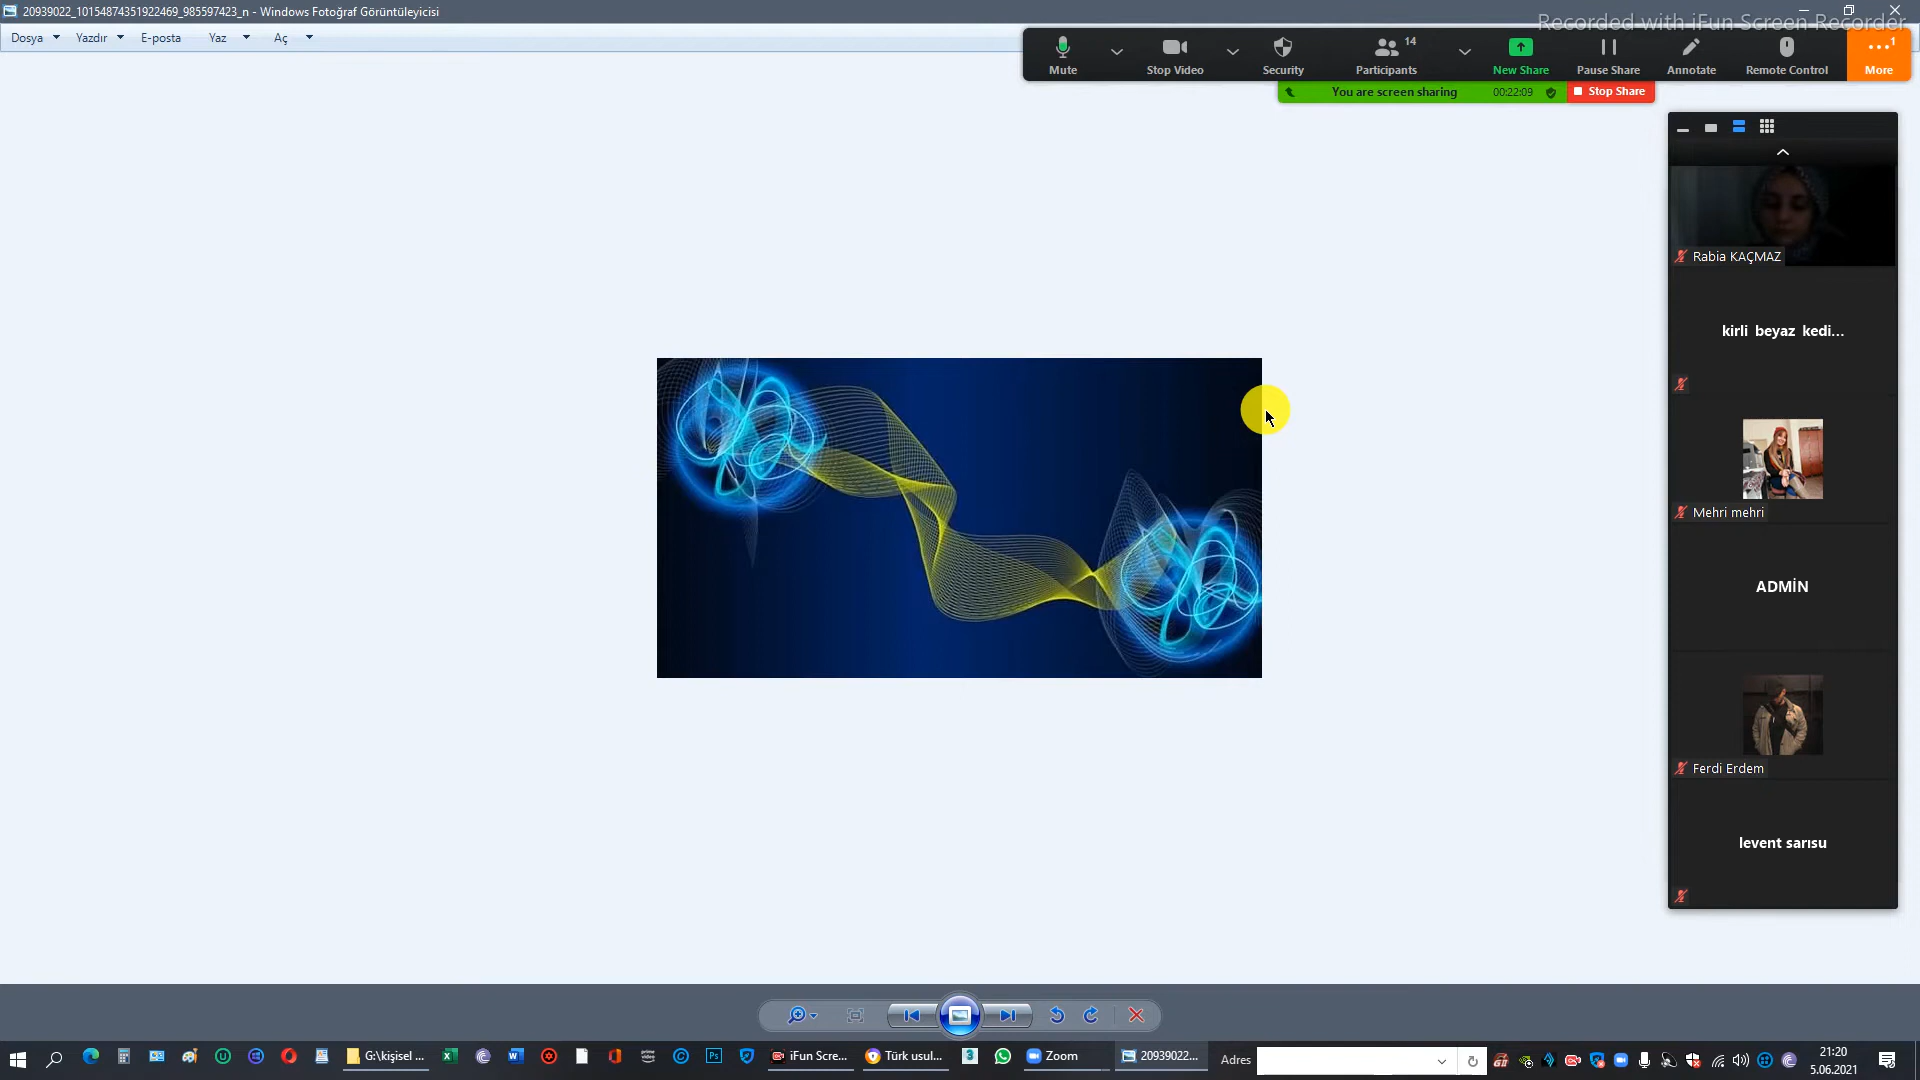 20939022_10154874351922469_985597423_n - Windows Fotoğraf Görüntüleyicisi
Recorded with iFun Screen Recorder
Dosya Yazdır E-posta Yaz Aç
14
1
Mute Stop Video Security Participants New Share Pause Share Annotate Remote Control More
You are screen sharing 00:22:09 Stop Share
Rabia KAÇMAZ
kirli beyaz kedi...
Mehri mehri
ADMİN
Ferdi Erdem
levent sarısu
G:\kişisel ... iFun Scre... Türk usul... Zoom 20939022... Adres
21:20
5.06.2021